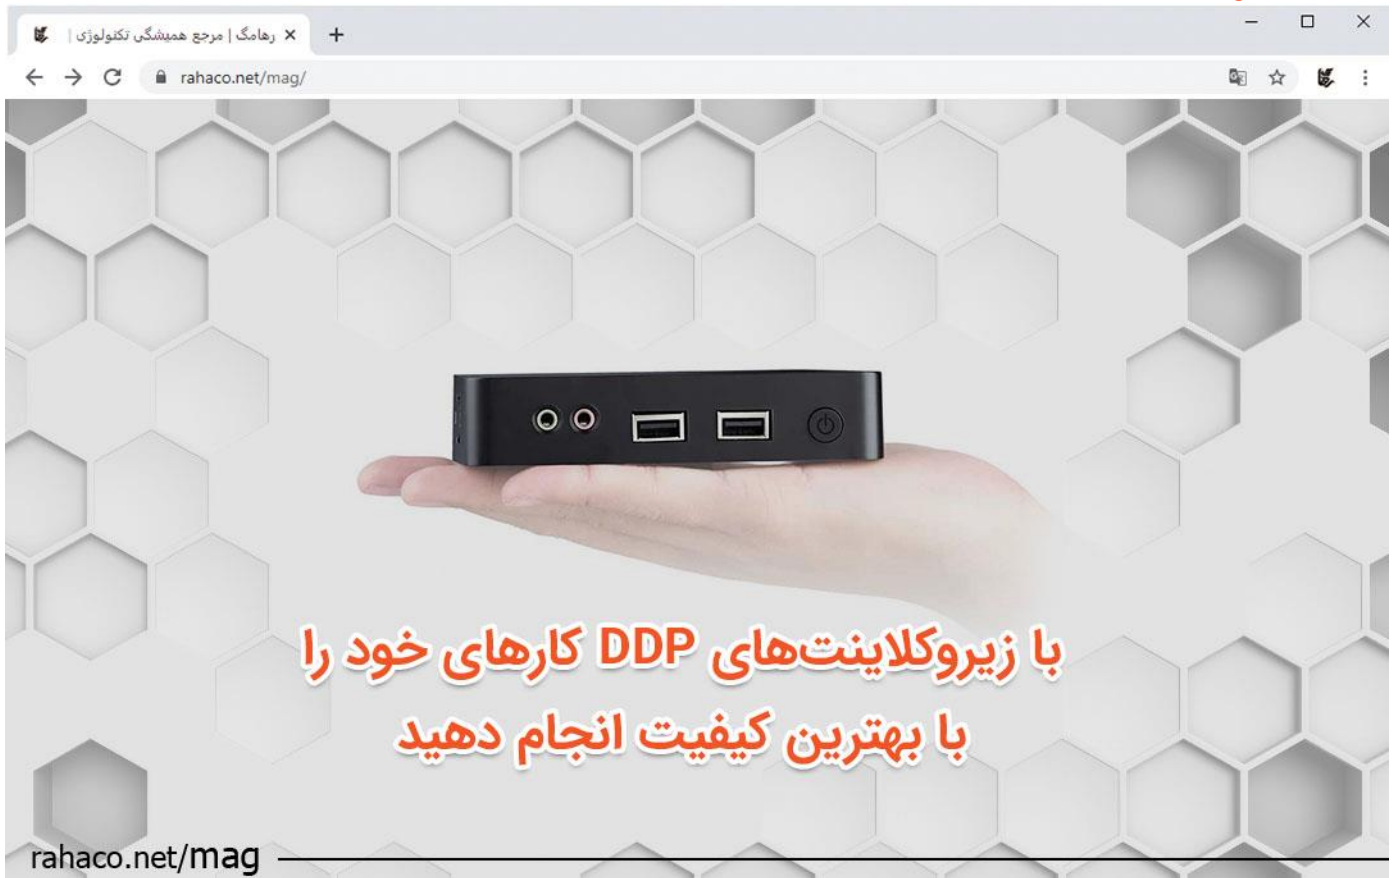 رهامگ | مرجع همیشگی تکنولوژی |
rahaco.net/mag/
با زیروکلاینت‌های DDP کارهای خود را
با بهترین کیفیت انجام دهید
rahaco.net/mag